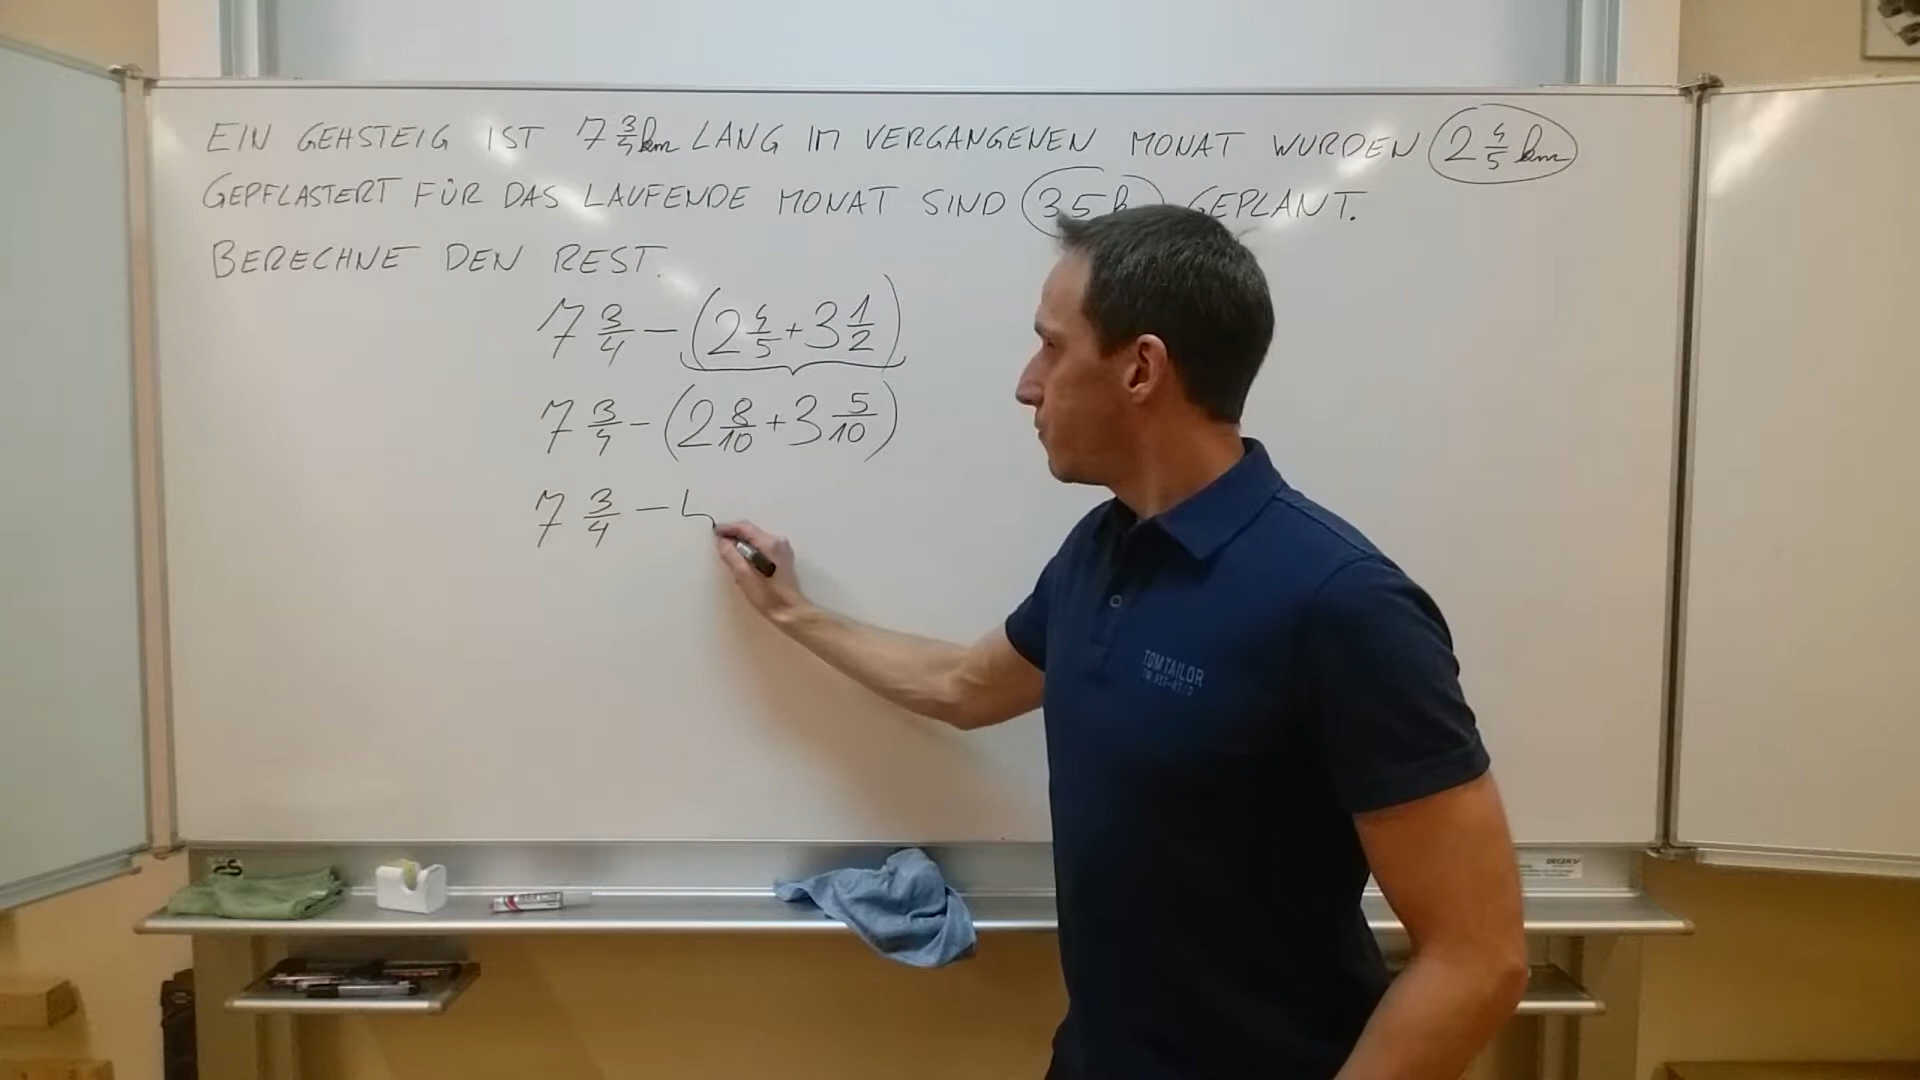 EIN GEHSTEIG IST 7 3/4 km LANG IM VERGANGENEN MONAT WURDEN 2 4/5 km
GEPFLASTERT FÜR DAS LAUFENDE MONAT SIND 3,5 k GEPLANT.
BERECHNE DEN REST.
7 3/4 - (2 4/5 + 3 1/2)
7 3/4 - (2 8/10 + 3 5/10)
7 3/4 -
TOM TAILOR